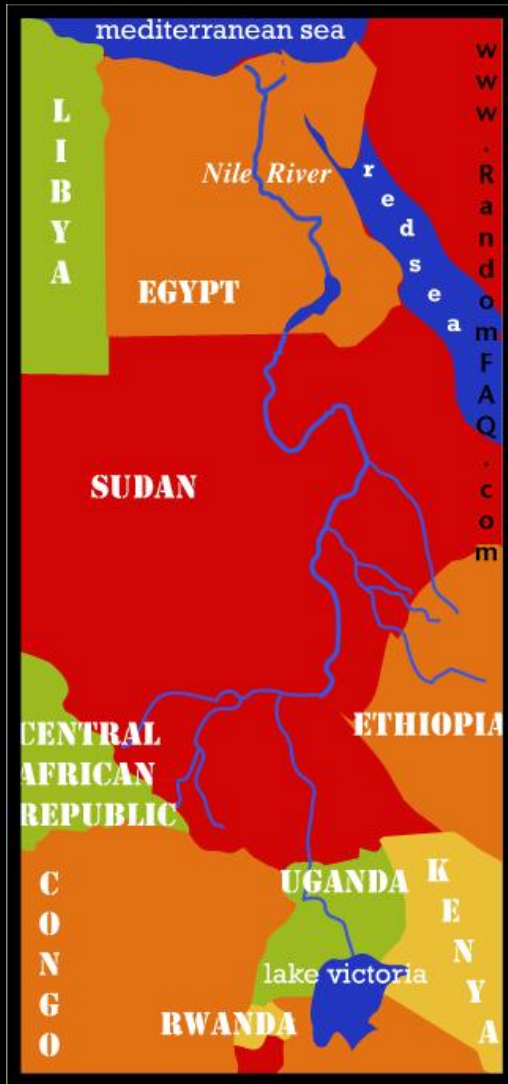 mediterranean sea
www.RandomFAQ.com
LIBYA
Nile River
red sea
EGYPT
SUDAN
ETHIOPIA
CENTRAL
AFRICAN
REPUBLIC
CONGO
UGANDA
KENYA
lake victoria
RWANDA